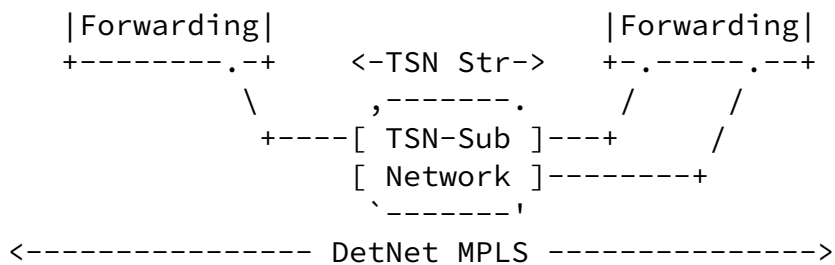 |Forwarding|                     |Forwarding|
+--------.-+    <-TSN Str->   +-.-----.--+
          \      ,-------.      /     /
           +----[ TSN-Sub ]---+     /
                [ Network ]--------+
                 `-------'
<---------------- DetNet MPLS --------------->